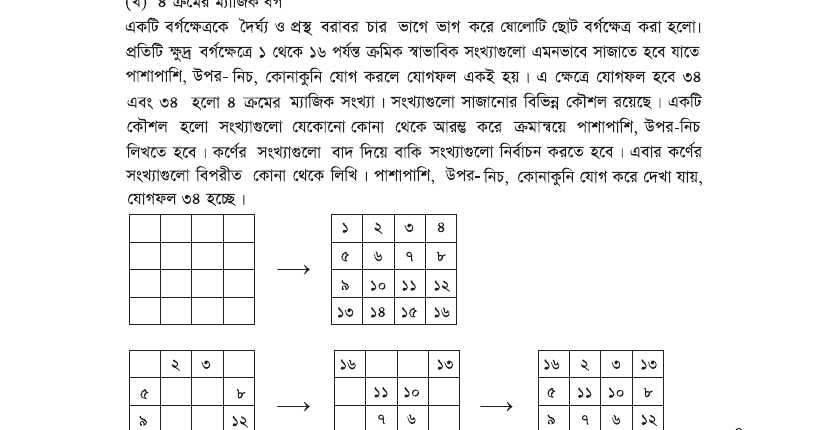 (খ) ৪ ক্রমের ম্যাজিক বর্গ
একটি বর্গক্ষেত্রকে দৈর্ঘ্য ও প্রস্থ বরাবর চার ভাগে ভাগ করে ষোলোটি ছোট বর্গক্ষেত্র করা হলো।
প্রতিটি ক্ষুদ্র বর্গক্ষেত্রে ১ থেকে ১৬ পর্যন্ত ক্রমিক স্বাভাবিক সংখ্যাগুলো এমনভাবে সাজাতে হবে যাতে
পাশাপাশি, উপর- নিচ, কোনাকুনি যোগ করলে যোগফল একই হয়। এ ক্ষেত্রে যোগফল হবে ৩৪
এবং ৩৪ হলো ৪ ক্রমের ম্যাজিক সংখ্যা। সংখ্যাগুলো সাজানোর বিভিন্ন কৌশল রয়েছে। একটি
কৌশল হলো সংখ্যাগুলো যেকোনো কোনা থেকে আরম্ভ করে ক্রমান্বয়ে পাশাপাশি, উপর-নিচ
লিখতে হবে। কর্ণের সংখ্যাগুলো বাদ দিয়ে বাকি সংখ্যাগুলো নির্বাচন করতে হবে। এবার কর্ণের
সংখ্যাগুলো বিপরীত কোনা থেকে লিখি। পাশাপাশি, উপর- নিচ, কোনাকুনি যোগ করে দেখা যায়,
যোগফল ৩৪ হচ্ছে।
১ ২ ৩ ৪
৫ ৬ ৭ ৮
৯ ১০ ১১ ১২
১৩ ১৪ ১৫ ১৬
২ ৩ ১৬ ১৩ ১৬ ২ ৩ ১৩
৫ ৮ ১১ ১০ ৫ ১১ ১০ ৮
৯ ১২ ৭ ৬ ৯ ৭ ৬ ১২